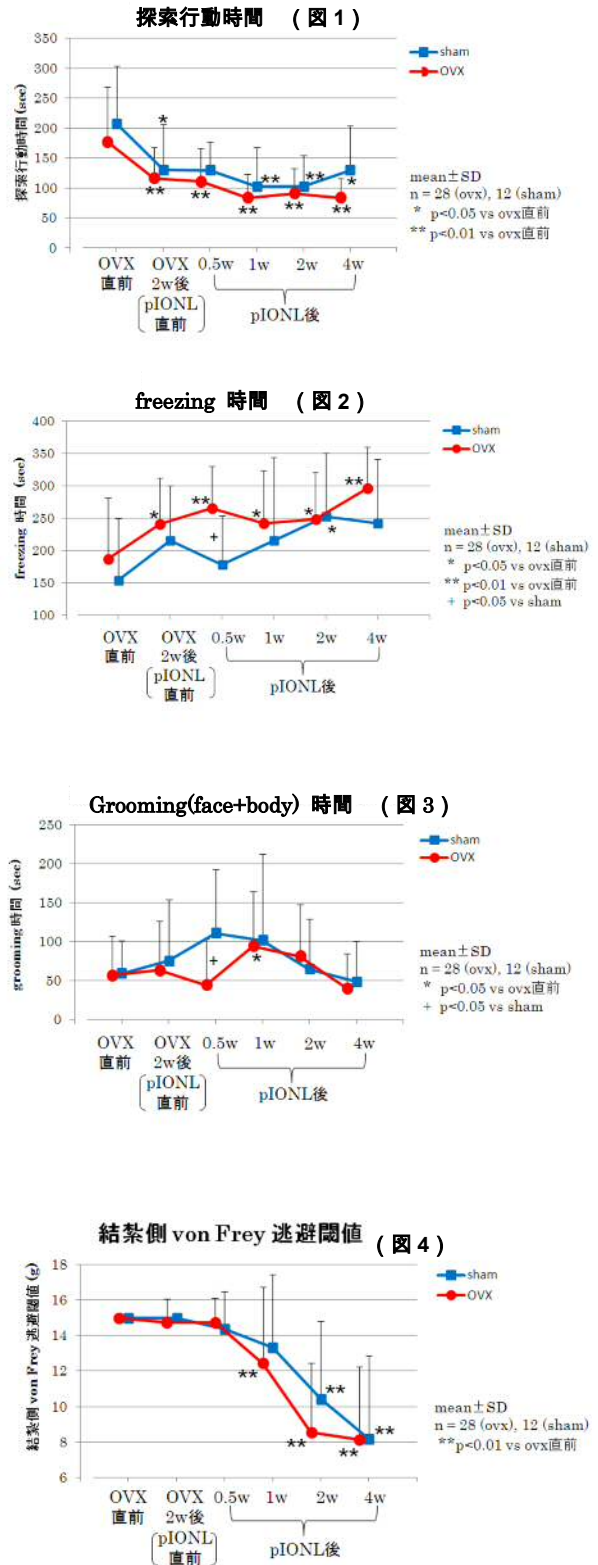 探索行動時間 （図１）
350
300
250
200
150
100
50
0
探索行動時間 (sec)
sham
OVX
* ** ** ** ** ** ** ** * **
mean±SD
n = 28 (ovx), 12 (sham)
* p<0.05 vs ovx直前
** p<0.01 vs ovx直前
OVX OVX 0.5w 1w 2w 4w
直前 2w後
pIONL
直前
pIONL後
freezing 時間 （図２）
400
350
300
250
200
150
100
freezing 時間 (sec)
sham
OVX
* ** + * * * **
mean±SD
n = 28 (ovx), 12 (sham)
* p<0.05 vs ovx直前
** p<0.01 vs ovx直前
+ p<0.05 vs sham
OVX OVX 0.5w 1w 2w 4w
直前 2w後
pIONL
直前
pIONL後
Grooming(face+body) 時間 （図３）
250
200
150
100
50
0
grooming 時間 (sec)
sham
OVX
+ *
mean±SD
n = 28 (ovx), 12 (sham)
* p<0.05 vs ovx直前
+ p<0.05 vs sham
OVX OVX 0.5w 1w 2w 4w
直前 2w後
pIONL
直前
pIONL後
結紮側 von Frey 逃避閾値 （図４）
18
16
14
12
10
8
6
結紮側 von Frey 逃避閾値 (g)
sham
OVX
** ** ** ** **
mean±SD
n = 28 (ovx), 12 (sham)
**p<0.01 vs ovx直前
OVX OVX 0.5w 1w 2w 4w
直前 2w後
pIONL
直前
pIONL後